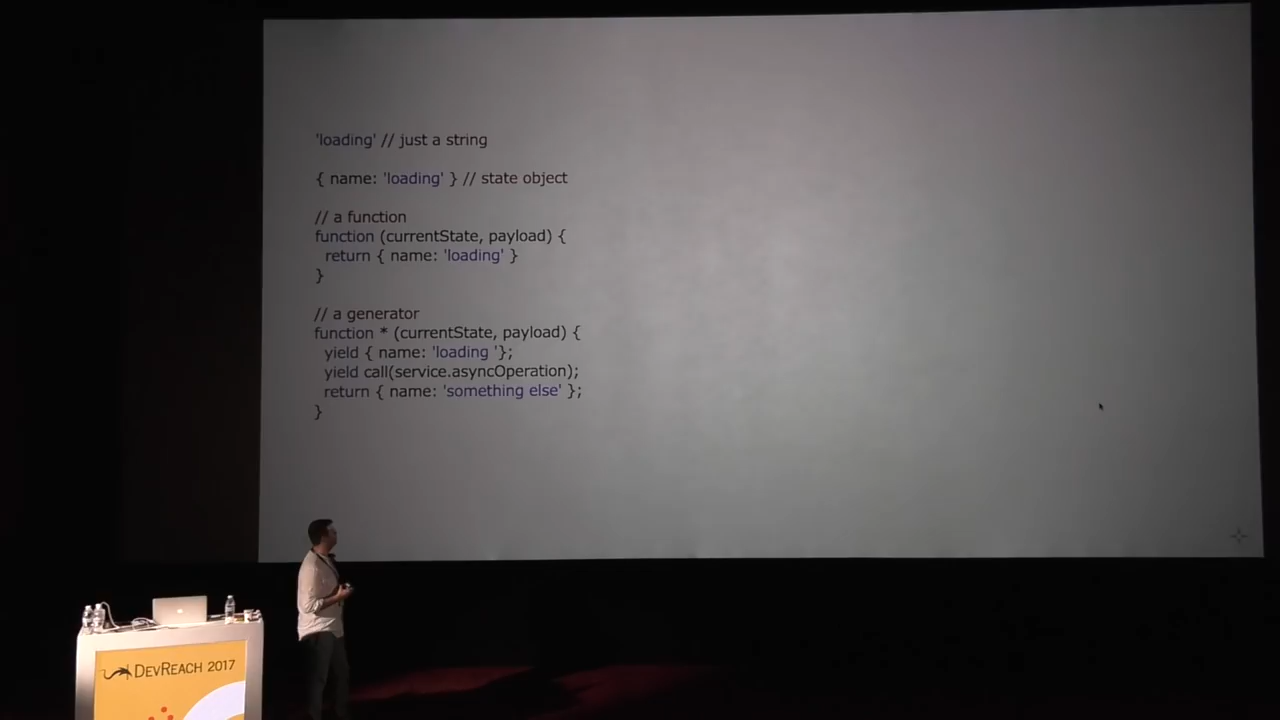 'loading' // just a string
{ name: 'loading' } // state object
// a function
function (currentState, payload) {
return { name: 'loading' }
}
// a generator
function * (currentState, payload) {
yield { name: 'loading '};
yield call(service.asyncOperation);
return { name: 'something else' };
}
DEVREACH 2017